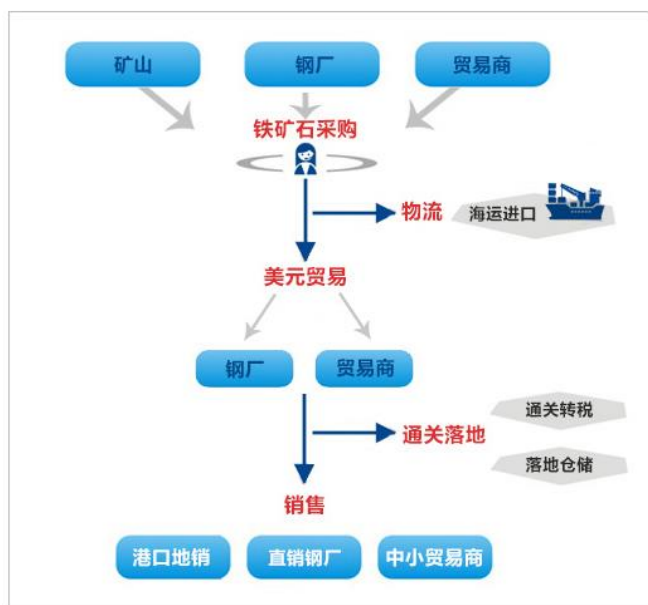 矿山
钢厂
贸易商
铁矿石采购
物流
海运进口
美元贸易
钢厂
贸易商
通关转税
通关落地
落地仓储
销售
港口地销
直销钢厂
中小贸易商